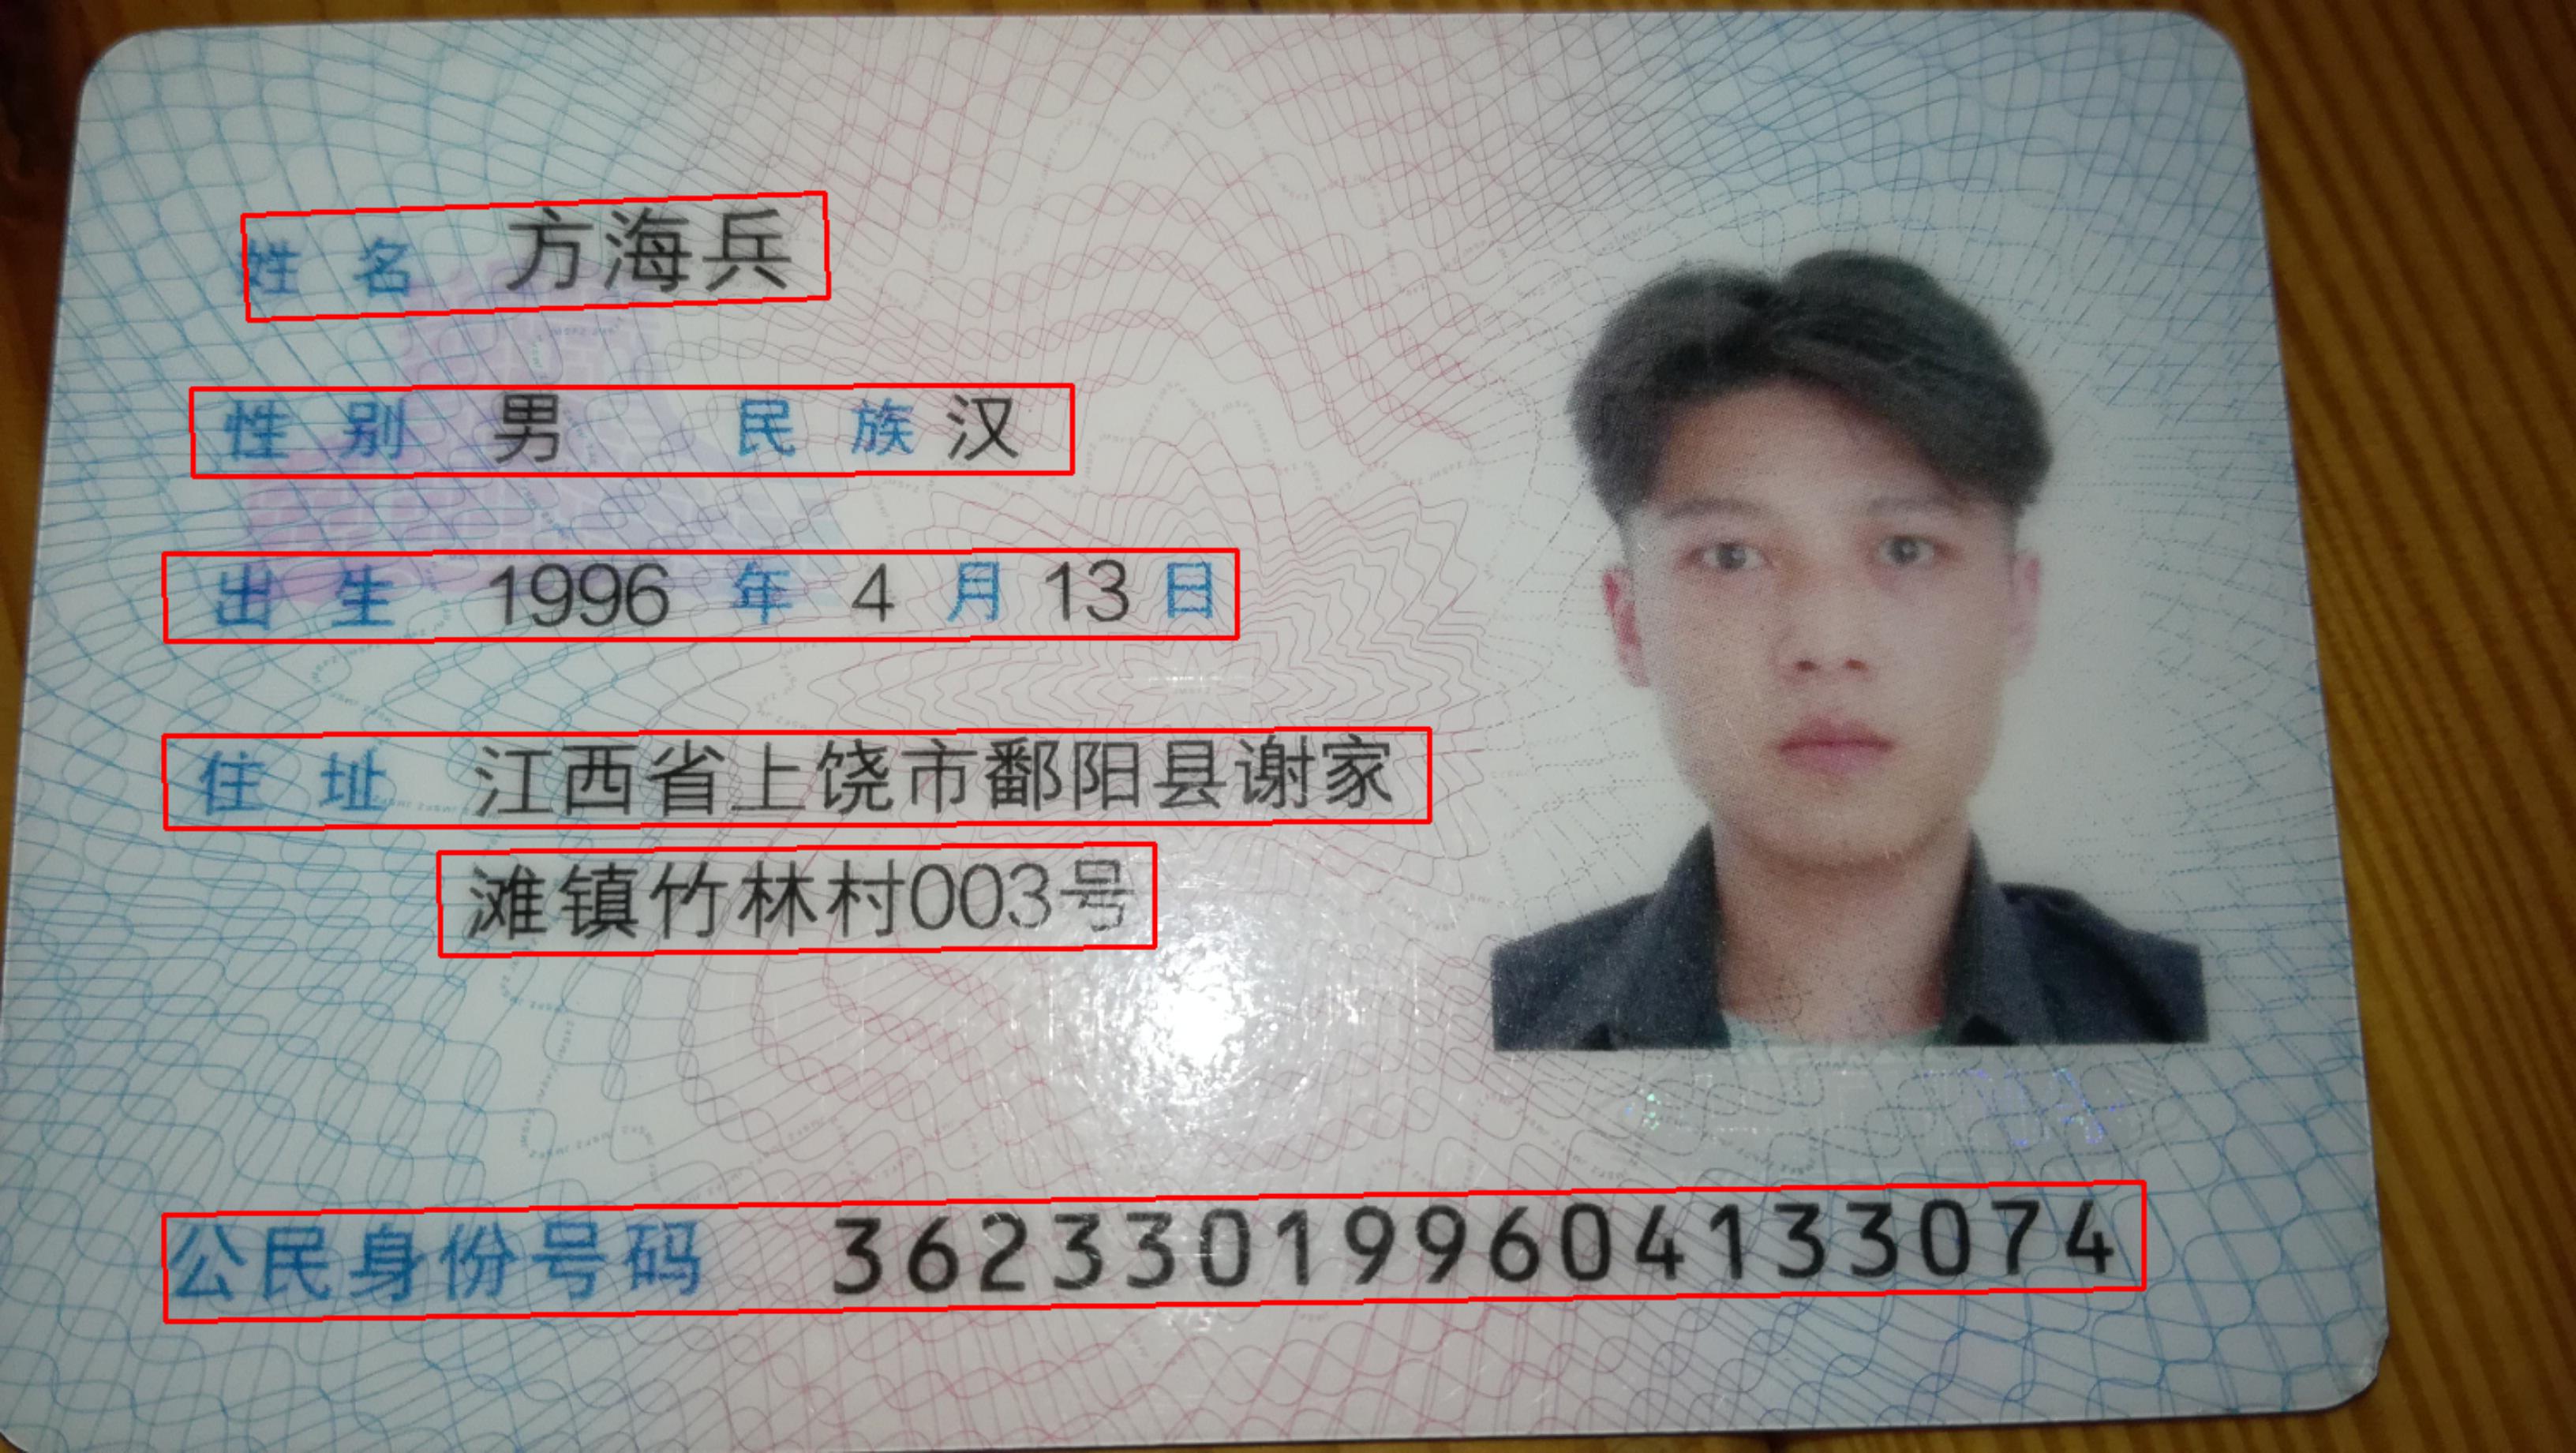 姓名 方海兵
性别 男 民族 汉
出生 1996 年 4 月 13 日
住址 江西省上饶市鄱阳县谢家
滩镇竹林村003号
公民身份号码 362330199604133074